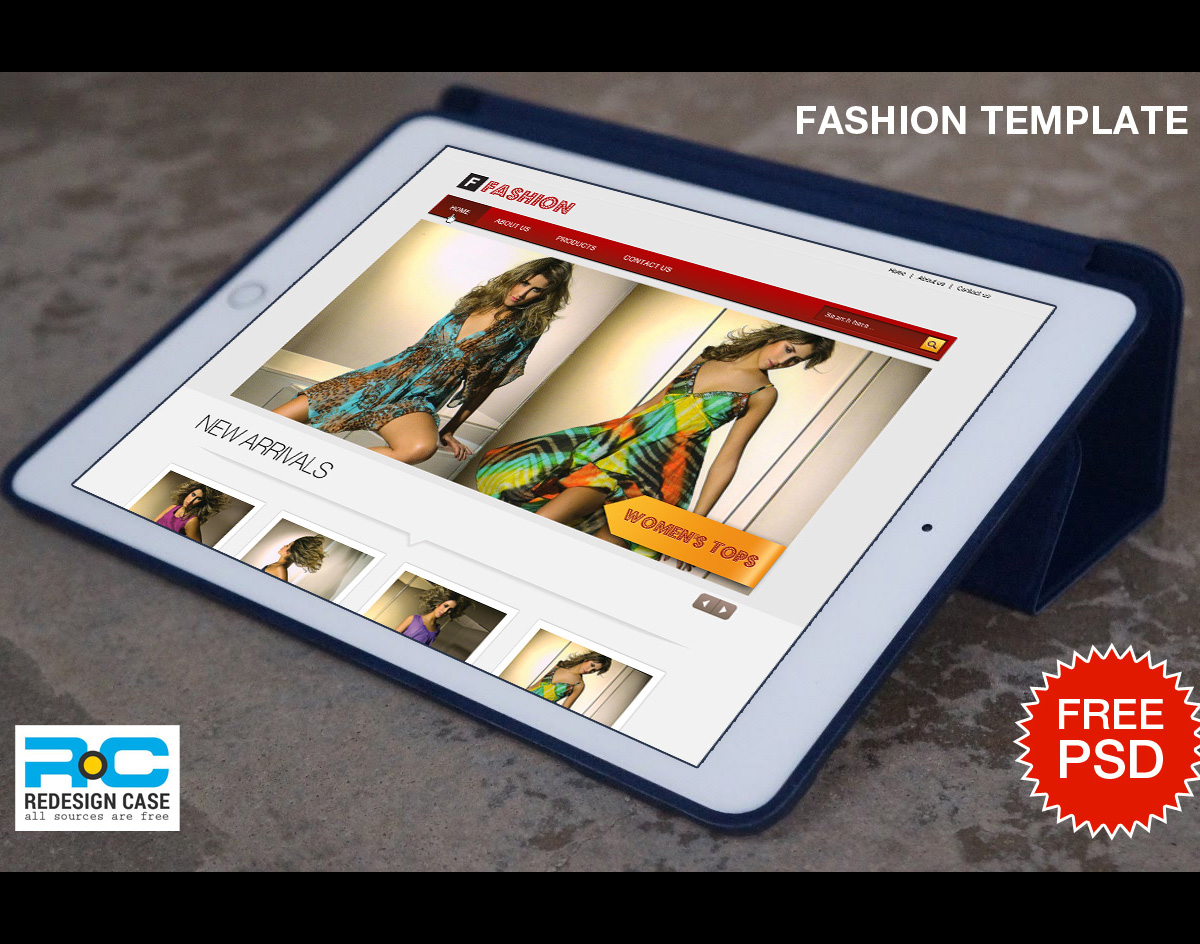 FASHION TEMPLATE
F FASHION
Home | About us | Contact us
HOME ABOUT US PRODUCTS CONTACT US
Search here..
WOMEN'S TOPS
NEW ARRIVALS
FREE
PSD
RC
REDESIGN CASE
all sources are free